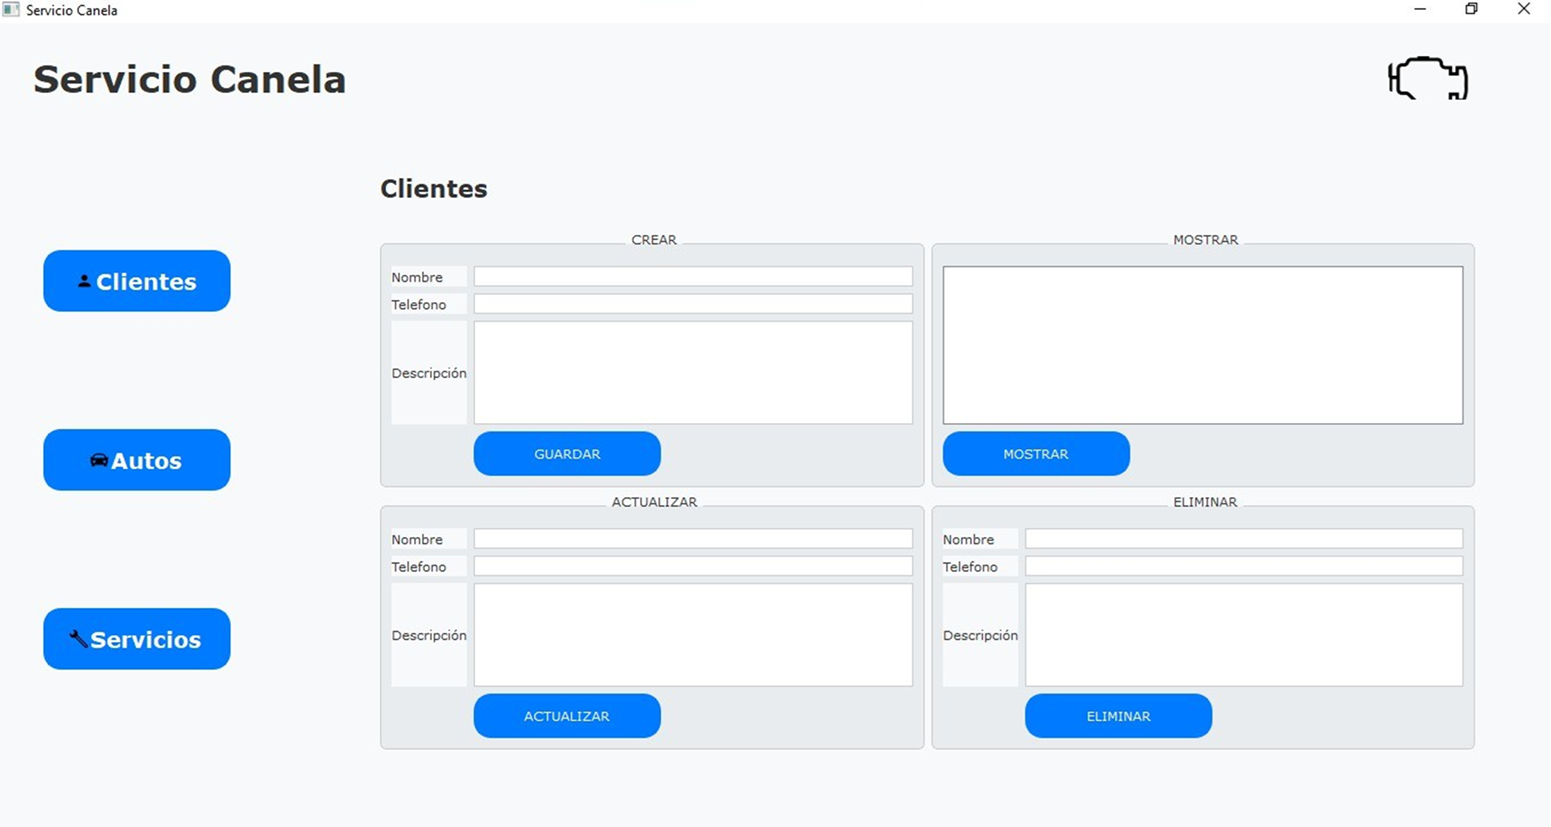 Servicio Canela
Servicio Canela
Clientes
Clientes
Autos
Servicios
CREAR
Nombre
Telefono
Descripción
GUARDAR
MOSTRAR
MOSTRAR
ACTUALIZAR
Nombre
Telefono
Descripción
ACTUALIZAR
ELIMINAR
Nombre
Telefono
Descripción
ELIMINAR